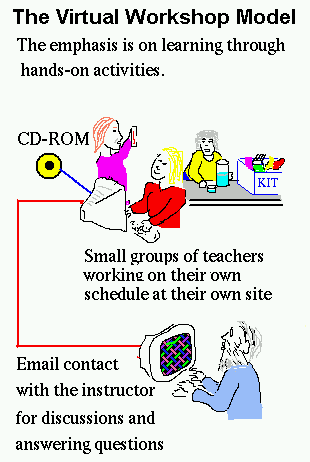 The Virtual Workshop Model
The emphasis is on learning through
hands-on activities.
CD-ROM
KIT
Small groups of teachers
working on their own
schedule at their own site
Email contact
with the instructor
for discussions and
answering questions